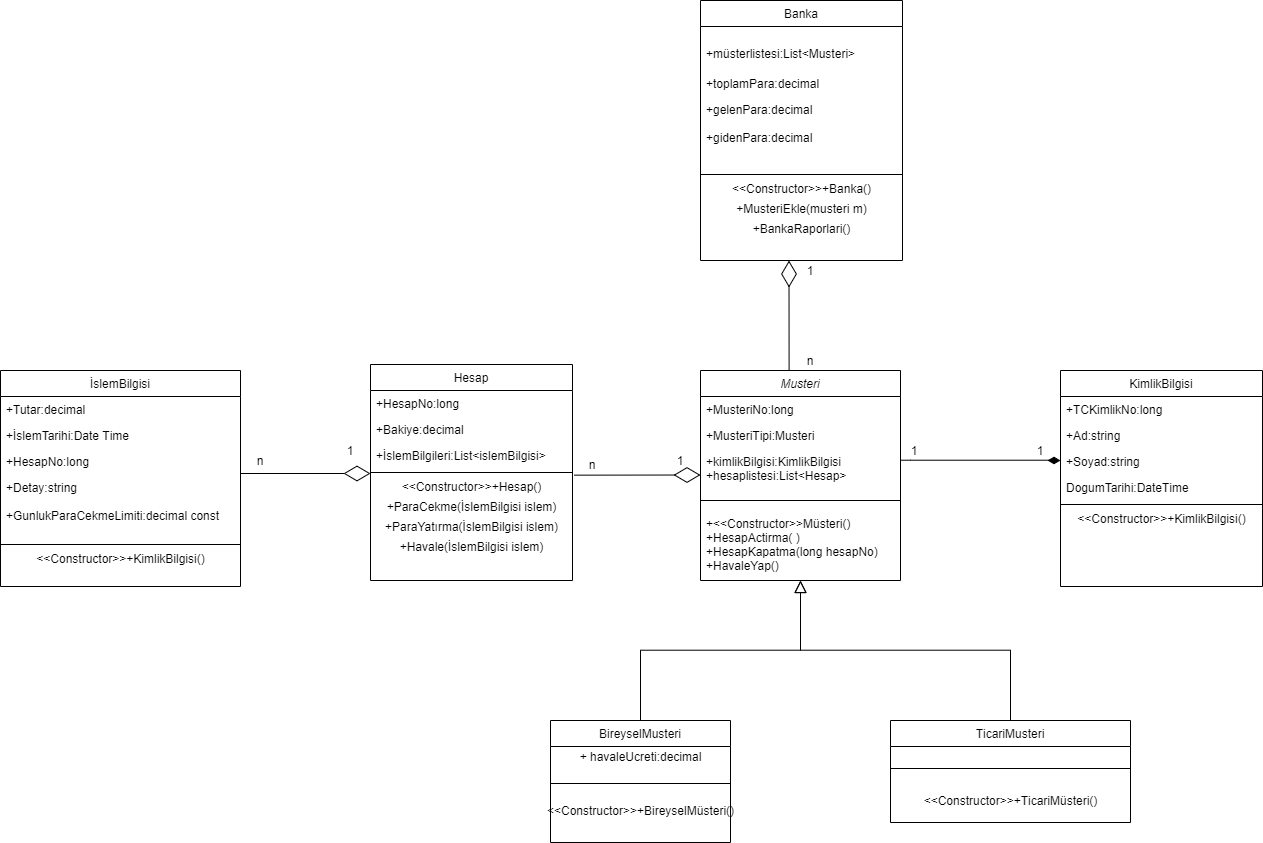 Banka
+müsterlistesi:List<Musteri>
+toplamPara:decimal
+gelenPara:decimal
+gidenPara:decimal
<<Constructor>>+Banka()
+MusteriEkle(musteri m)
+BankaRaporlari()
1
n
İslemBilgisi
+Tutar:decimal
+İslemTarihi:Date Time
+HesapNo:long
+Detay:string
+GunlukParaCekmeLimiti:decimal const
<<Constructor>>+KimlikBilgisi()
n
1
Hesap
+HesapNo:long
+Bakiye:decimal
+İslemBilgileri:List<islemBilgisi>
<<Constructor>>+Hesap()
+ParaCekme(İslemBilgisi islem)
+ParaYatırma(İslemBilgisi islem)
+Havale(İslemBilgisi islem)
n
1
Musteri
+MusteriNo:long
+MusteriTipi:Musteri
+kimlikBilgisi:KimlikBilgisi
+hesaplistesi:List<Hesap>
+<<Constructor>>Müsteri()
+HesapActirma( )
+HesapKapatma(long hesapNo)
+HavaleYap()
1
1
KimlikBilgisi
+TCKimlikNo:long
+Ad:string
+Soyad:string
DogumTarihi:DateTime
<<Constructor>>+KimlikBilgisi()
BireyselMusteri
+ havaleUcreti:decimal
<<Constructor>>+BireyselMüsteri()
TicariMusteri
<<Constructor>>+TicariMüsteri()